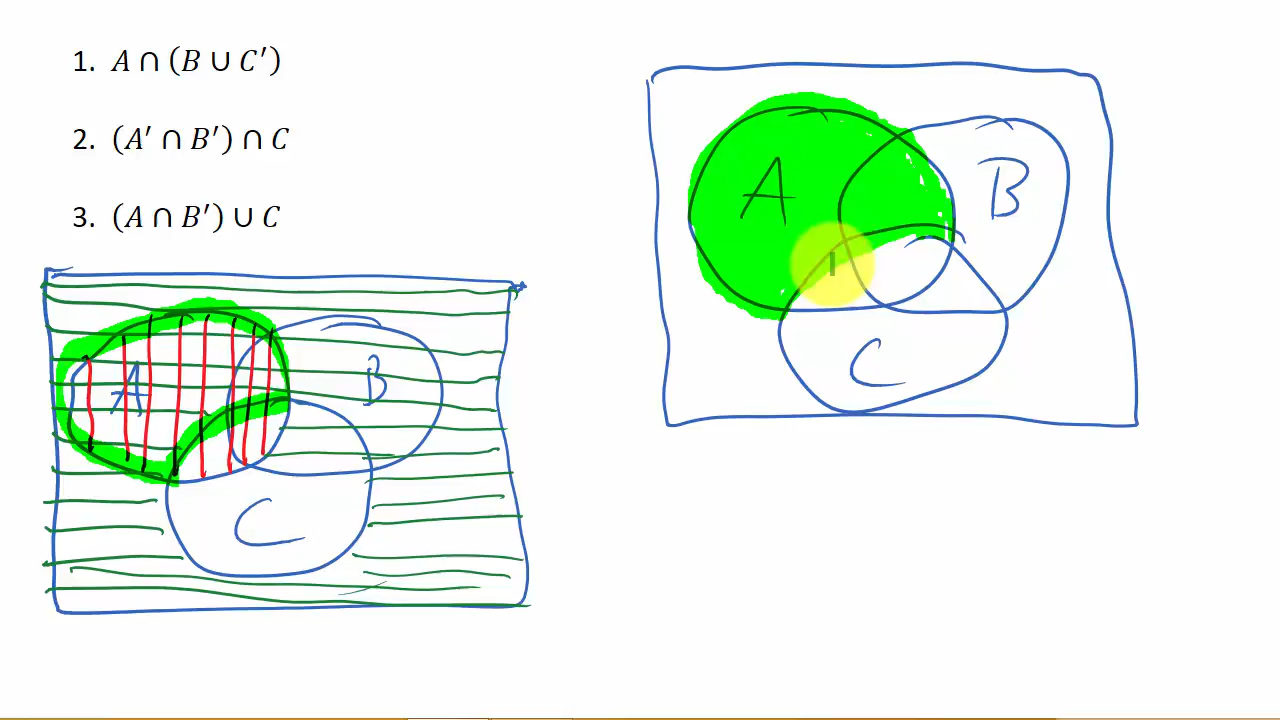 1. A ∩ (B ∪ C′)
2. (A′ ∩ B′) ∩ C
3. (A ∩ B′) ∪ C
A
B
C
A
B
C